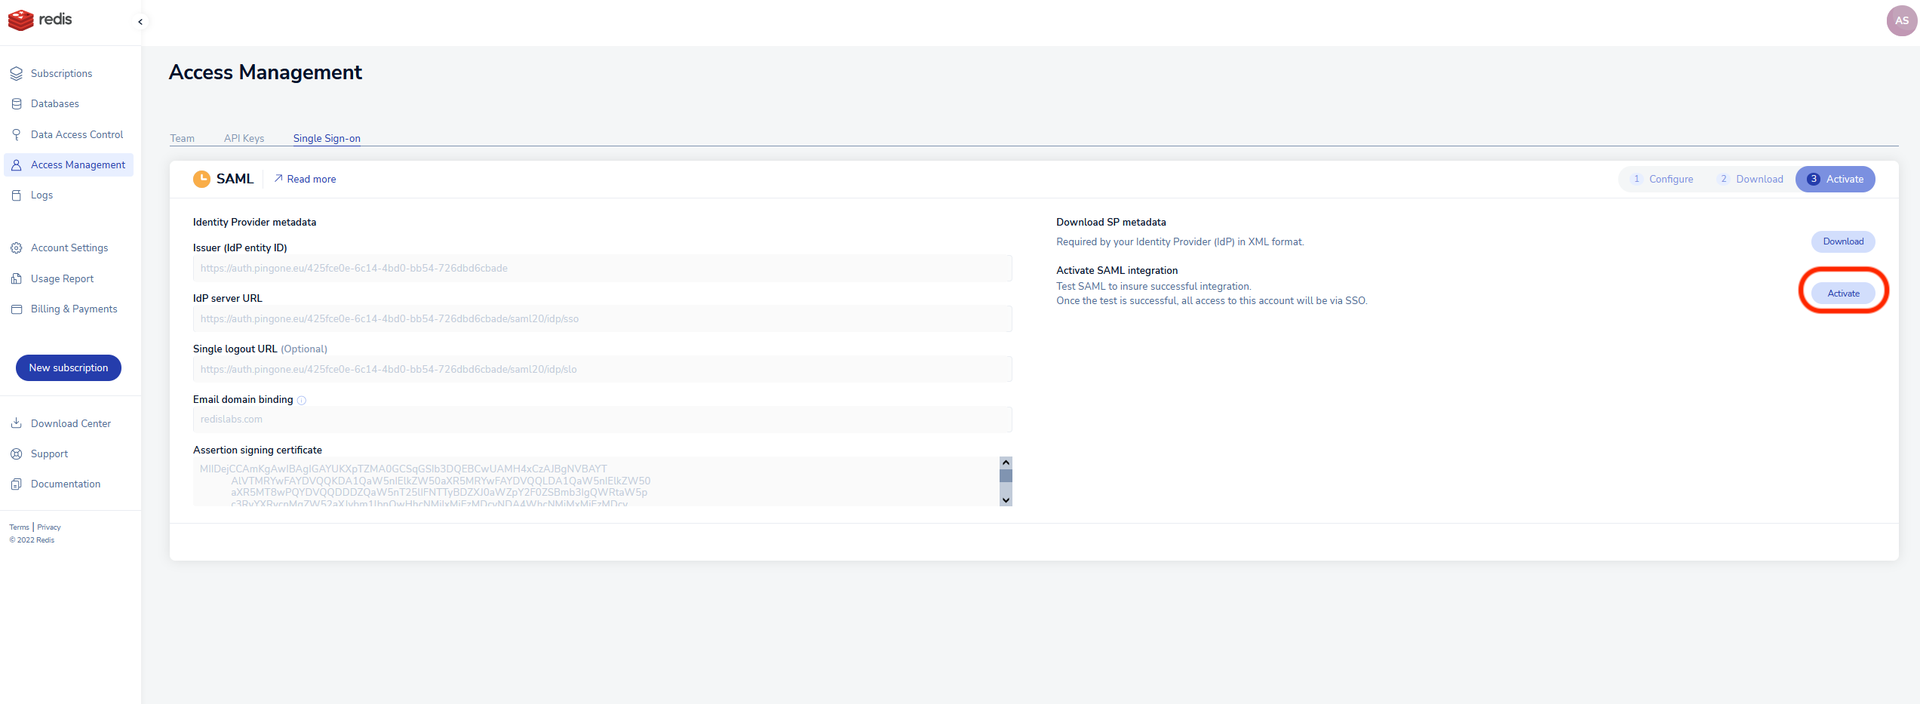 redis
AS
Subscriptions
Databases
Data Access Control
Access Management
Logs
Account Settings
Usage Report
Billing & Payments
New subscription
Download Center
Support
Documentation
Terms | Privacy
© 2022 Redis
Access Management
Team API Keys Single Sign-on
SAML Read more
1 Configure 2 Download 3 Activate
Identity Provider metadata
Issuer (IdP entity ID)
https://auth.pingone.eu/425fce0e-6c14-4bd0-bb54-726dbd6cbade
IdP server URL
https://auth.pingone.eu/425fce0e-6c14-4bd0-bb54-726dbd6cbade/saml20/idp/sso
Single logout URL (Optional)
https://auth.pingone.eu/425fce0e-6c14-4bd0-bb54-726dbd6cbade/saml20/idp/slo
Email domain binding
redislabs.com
Assertion signing certificate
Download SP metadata
Required by your Identity Provider (IdP) in XML format.
Download
Activate SAML integration
Test SAML to insure successful integration.
Once the test is successful, all access to this account will be via SSO.
Activate